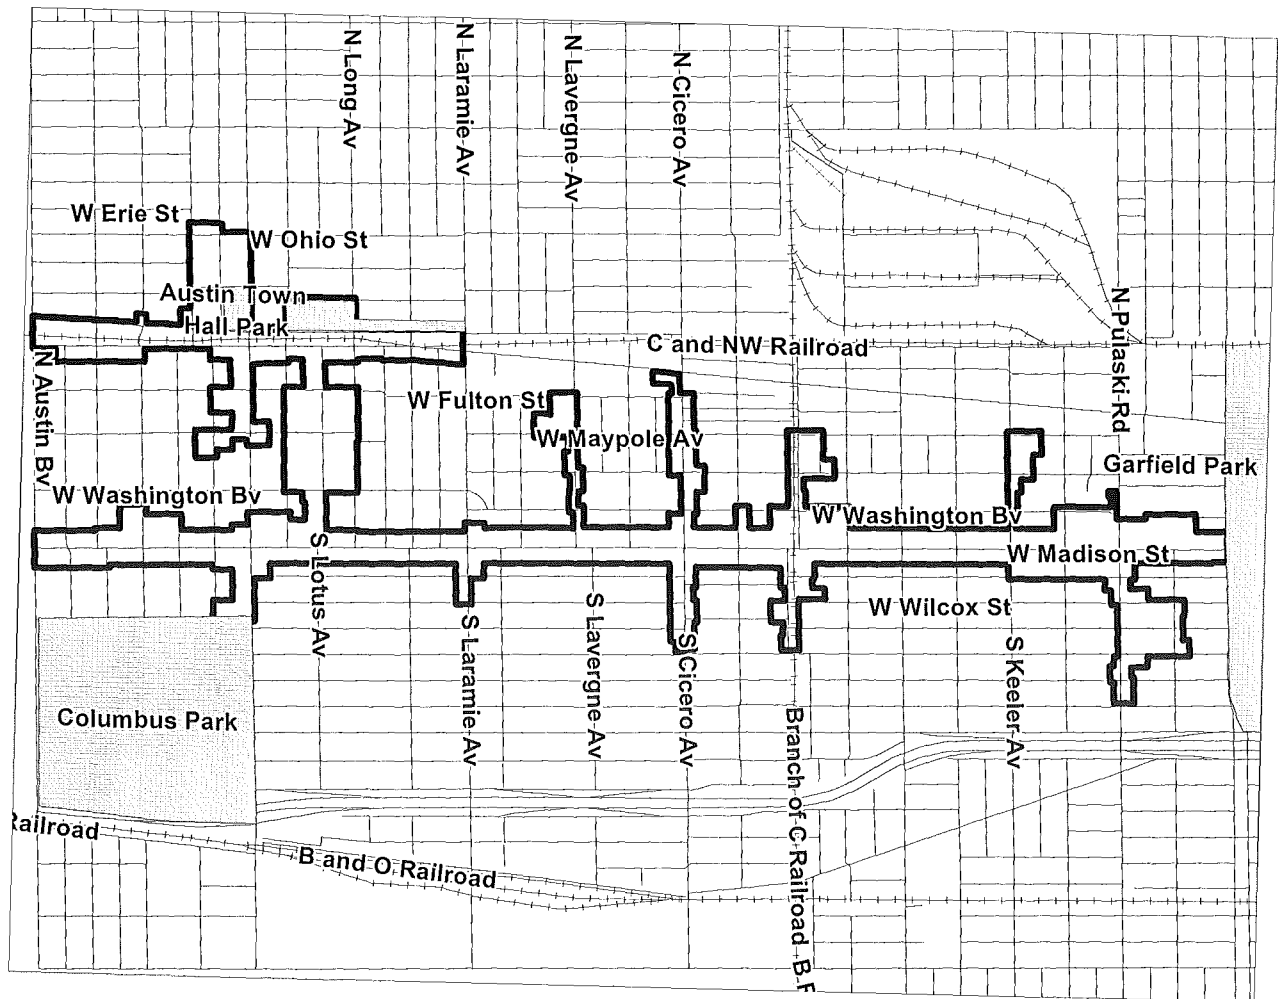 N Long Av
N Laramie Av
N Lavergne Av
N Cicero Av
W Erie St
W Ohio St
Austin Town
Hall Park
N Pulaski Rd
C and NW Railroad
N Austin Bv
W Fulton St
W Maypole Av
Garfield Park
W Washington Bv
W Washington Bv
W Madison St
S Lotus Av
S Laramie Av
S Lavergne Av
S Cicero Av
W Wilcox St
S Keeler Av
Columbus Park
Branch of C Railroad B R
Railroad
B and O Railroad